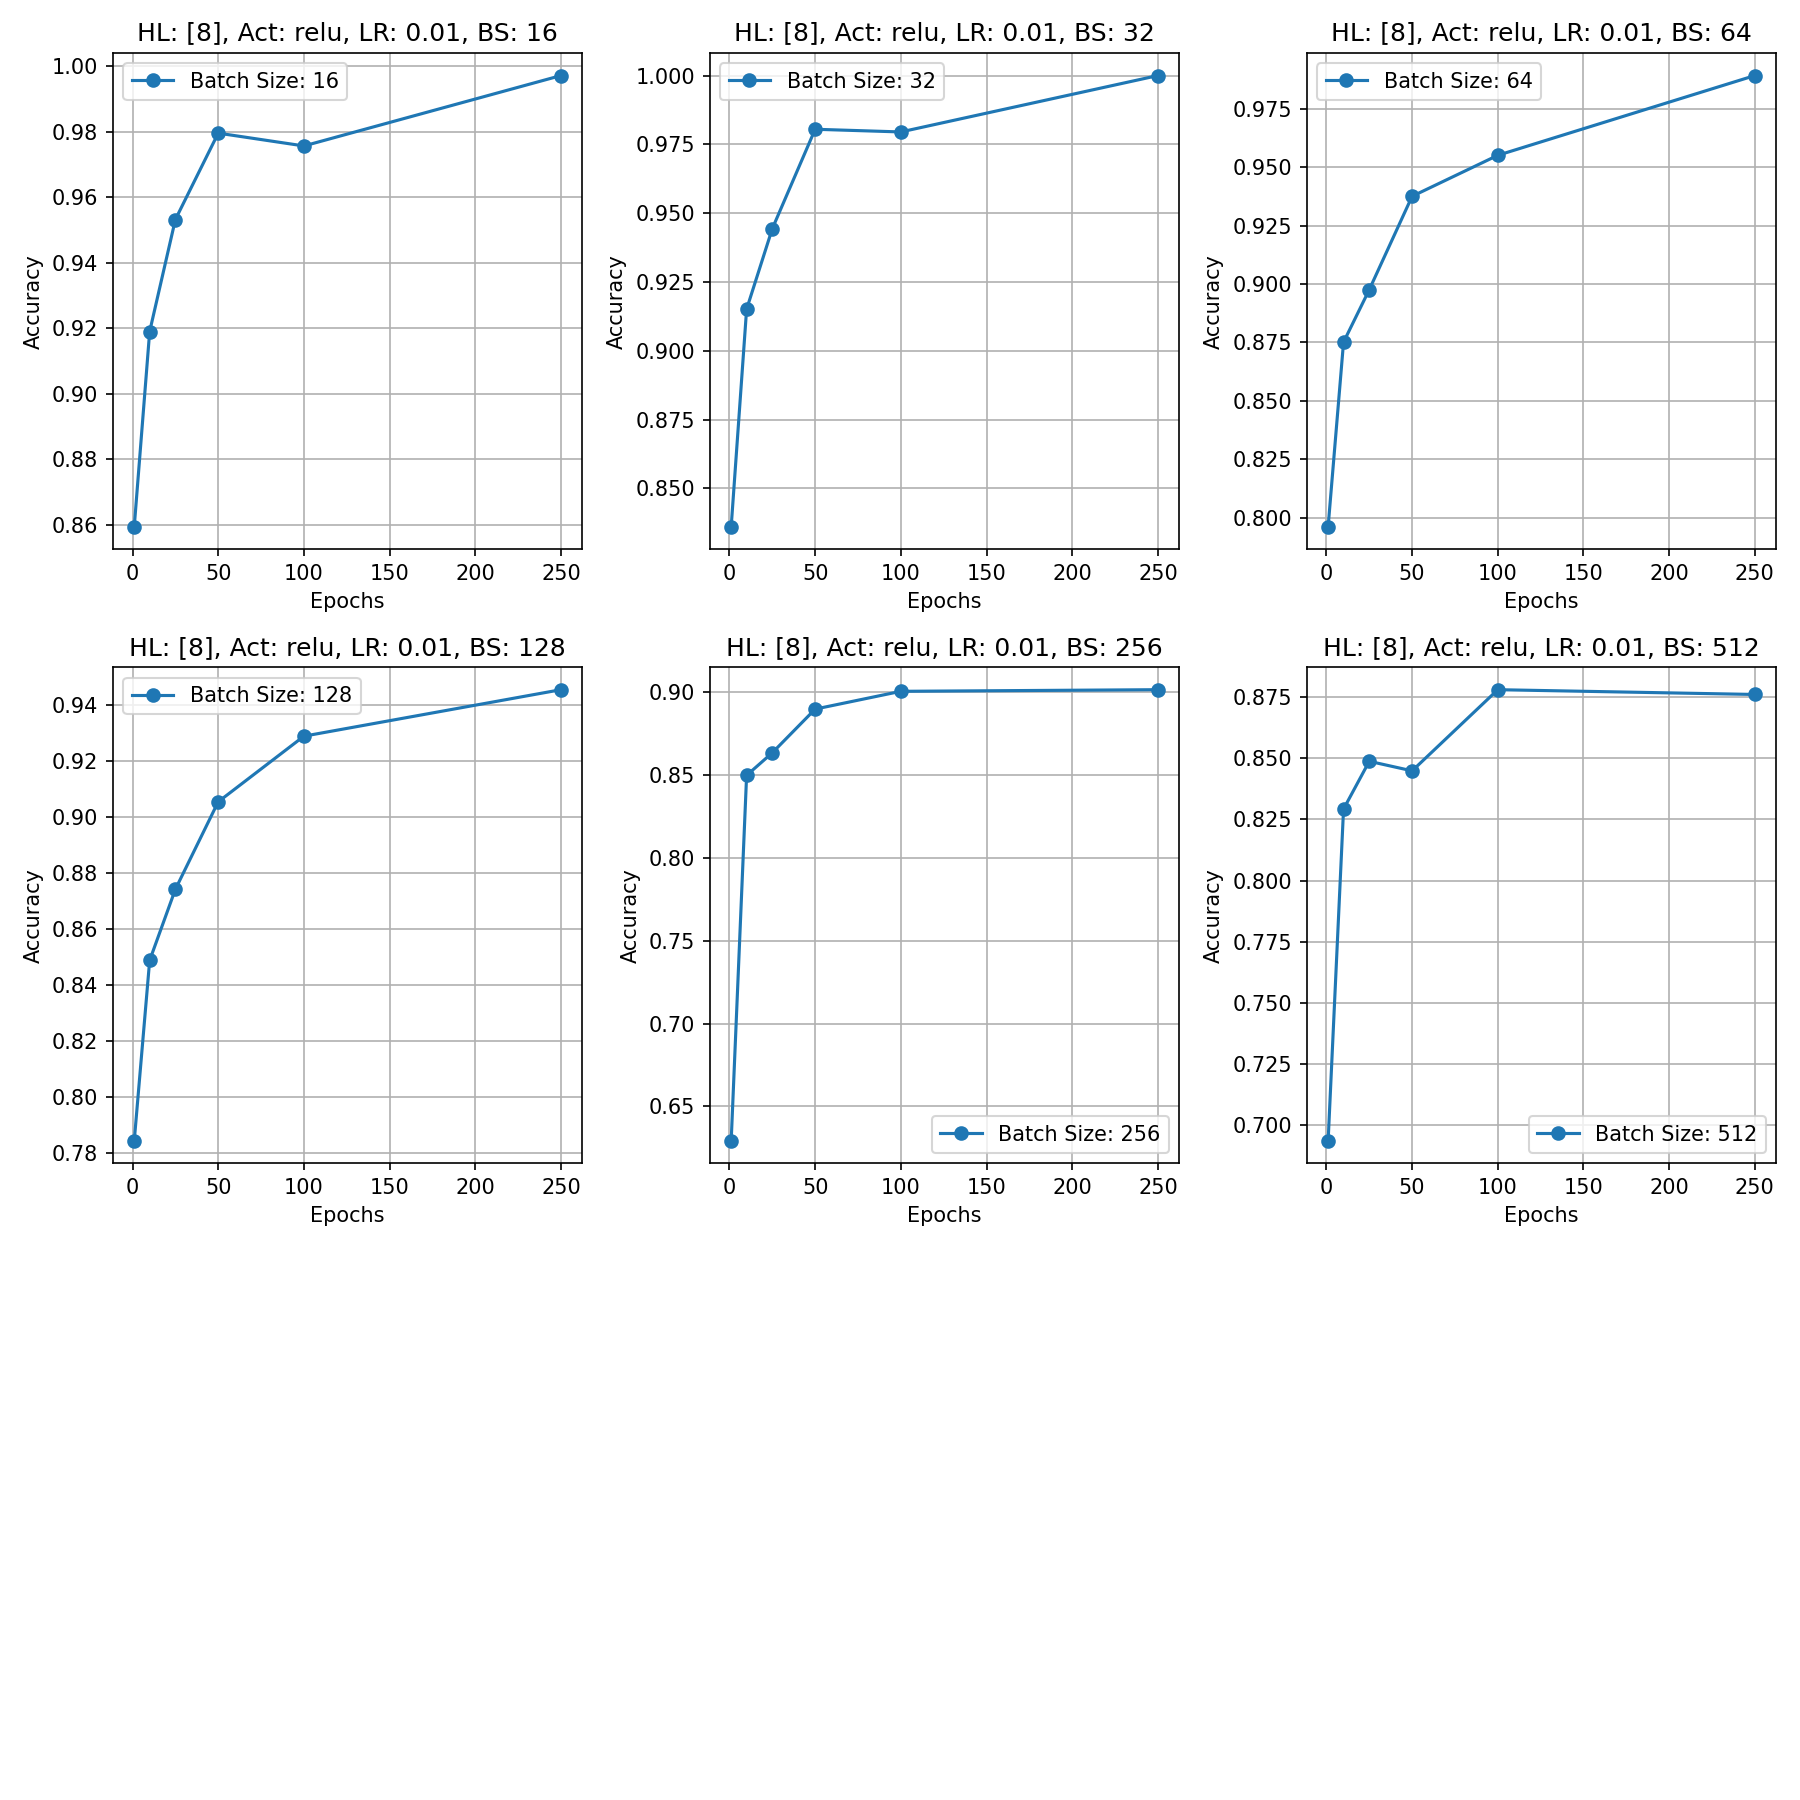 HL: [8], Act: relu, LR: 0.01, BS: 16
Batch Size: 16
Accuracy
1.00
0.98
0.96
0.94
0.92
0.90
0.88
0.86
0 50 100 150 200 250
Epochs
HL: [8], Act: relu, LR: 0.01, BS: 32
Batch Size: 32
Accuracy
1.000
0.975
0.950
0.925
0.900
0.875
0.850
0 50 100 150 200 250
Epochs
HL: [8], Act: relu, LR: 0.01, BS: 64
Batch Size: 64
Accuracy
0.975
0.950
0.925
0.900
0.875
0.850
0.825
0.800
0 50 100 150 200 250
Epochs
HL: [8], Act: relu, LR: 0.01, BS: 128
Batch Size: 128
Accuracy
0.94
0.92
0.90
0.88
0.86
0.84
0.82
0.80
0.78
0 50 100 150 200 250
Epochs
HL: [8], Act: relu, LR: 0.01, BS: 256
Accuracy
0.90
0.85
0.80
0.75
0.70
0.65
Batch Size: 256
0 50 100 150 200 250
Epochs
HL: [8], Act: relu, LR: 0.01, BS: 512
Accuracy
0.875
0.850
0.825
0.800
0.775
0.750
0.725
0.700
Batch Size: 512
0 50 100 150 200 250
Epochs